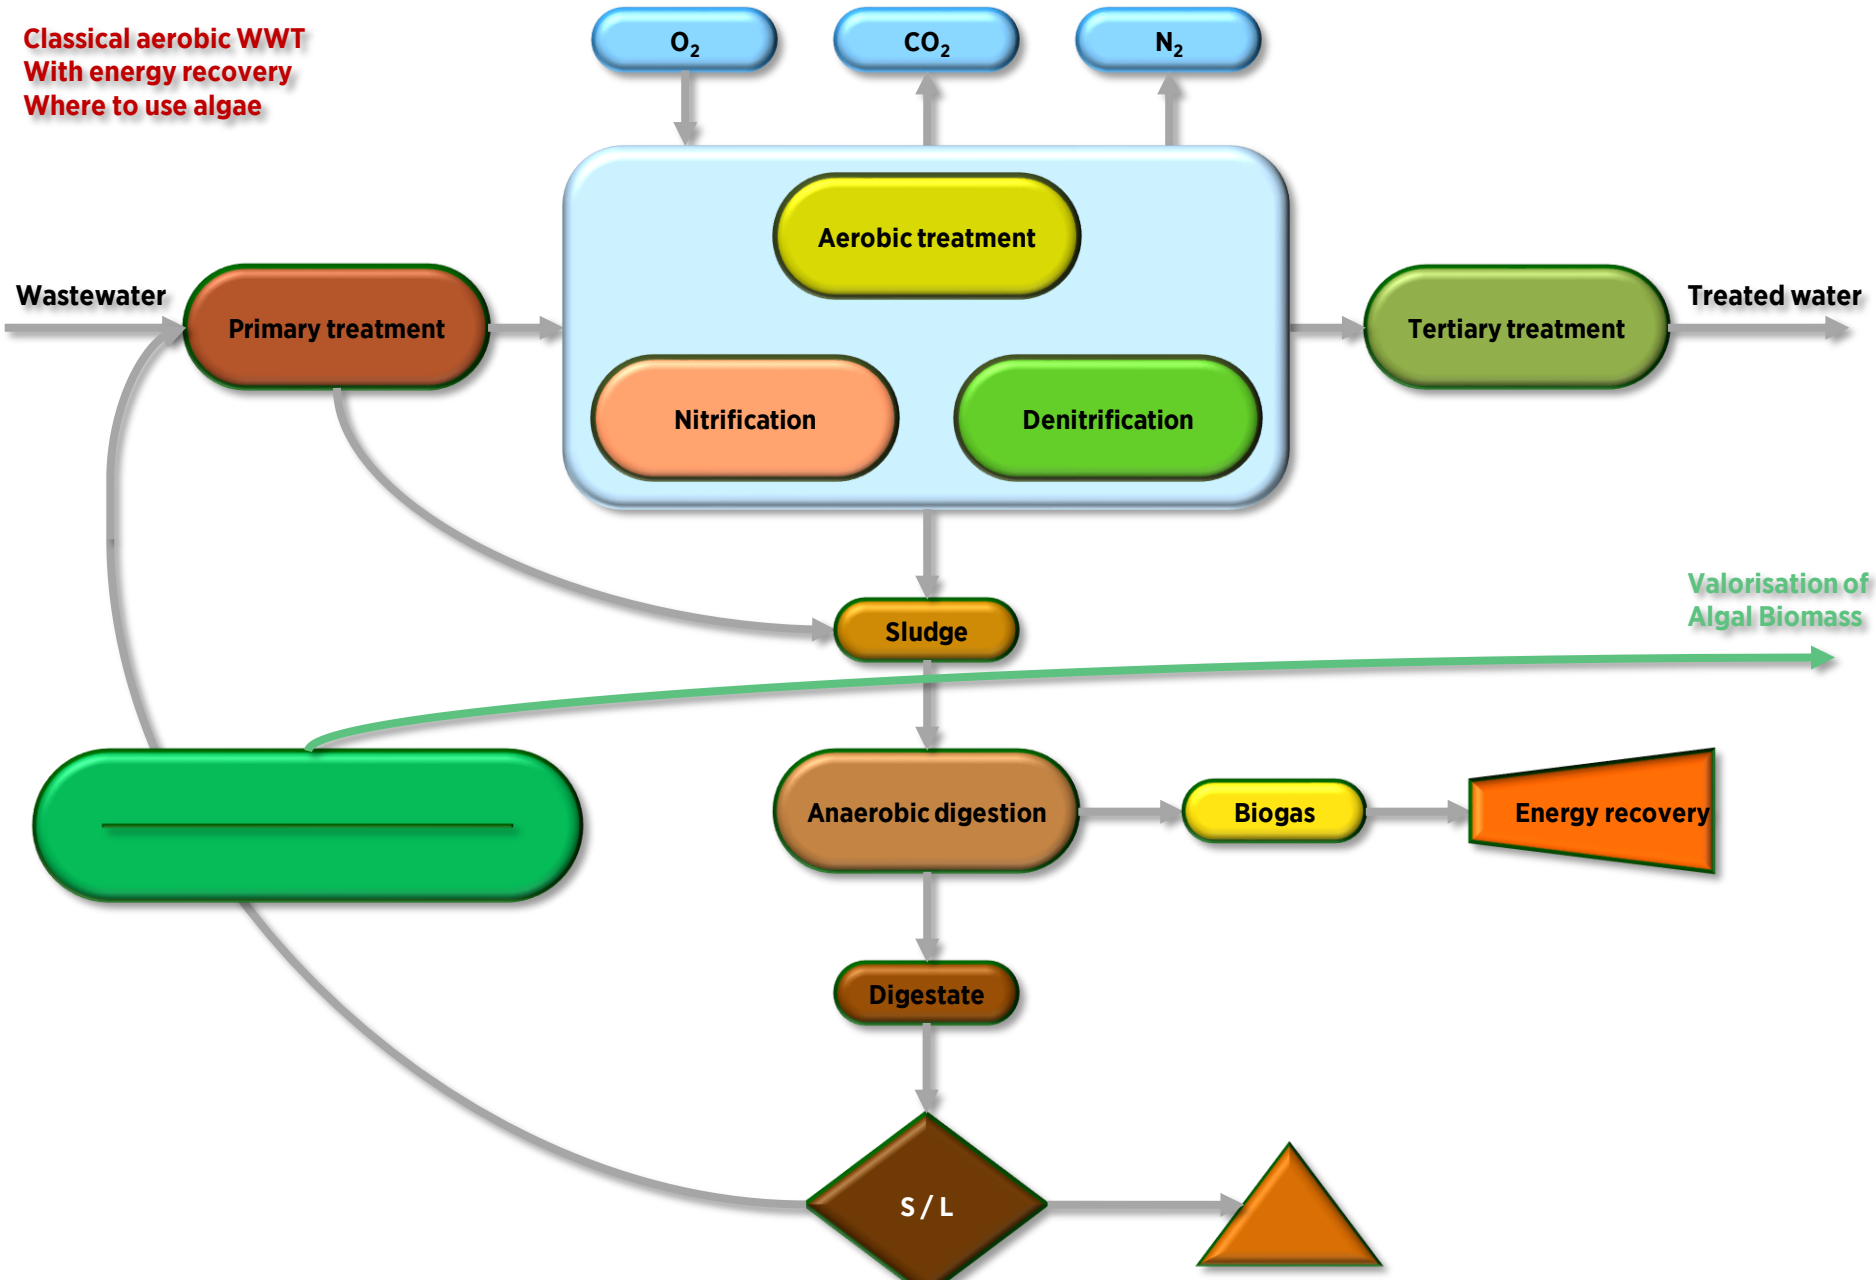 Classical aerobic WWT
With energy recovery
Where to use algae
O₂
CO₂
N₂
Aerobic treatment
Wastewater
Primary treatment
Tertiary treatment
Treated water
Nitrification
Denitrification
Valorisation of
Algal Biomass
Sludge
Anaerobic digestion
Biogas
Energy recovery
Digestate
S / L